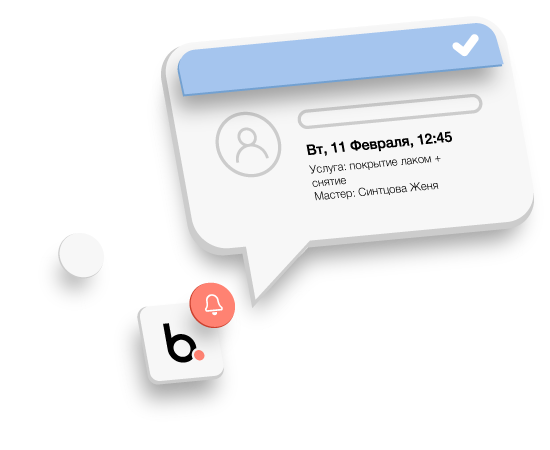 Вт, 11 Февраля, 12:45
Услуга: покрытие лаком +
снятие
Мастер: Синтцова Женя
b.